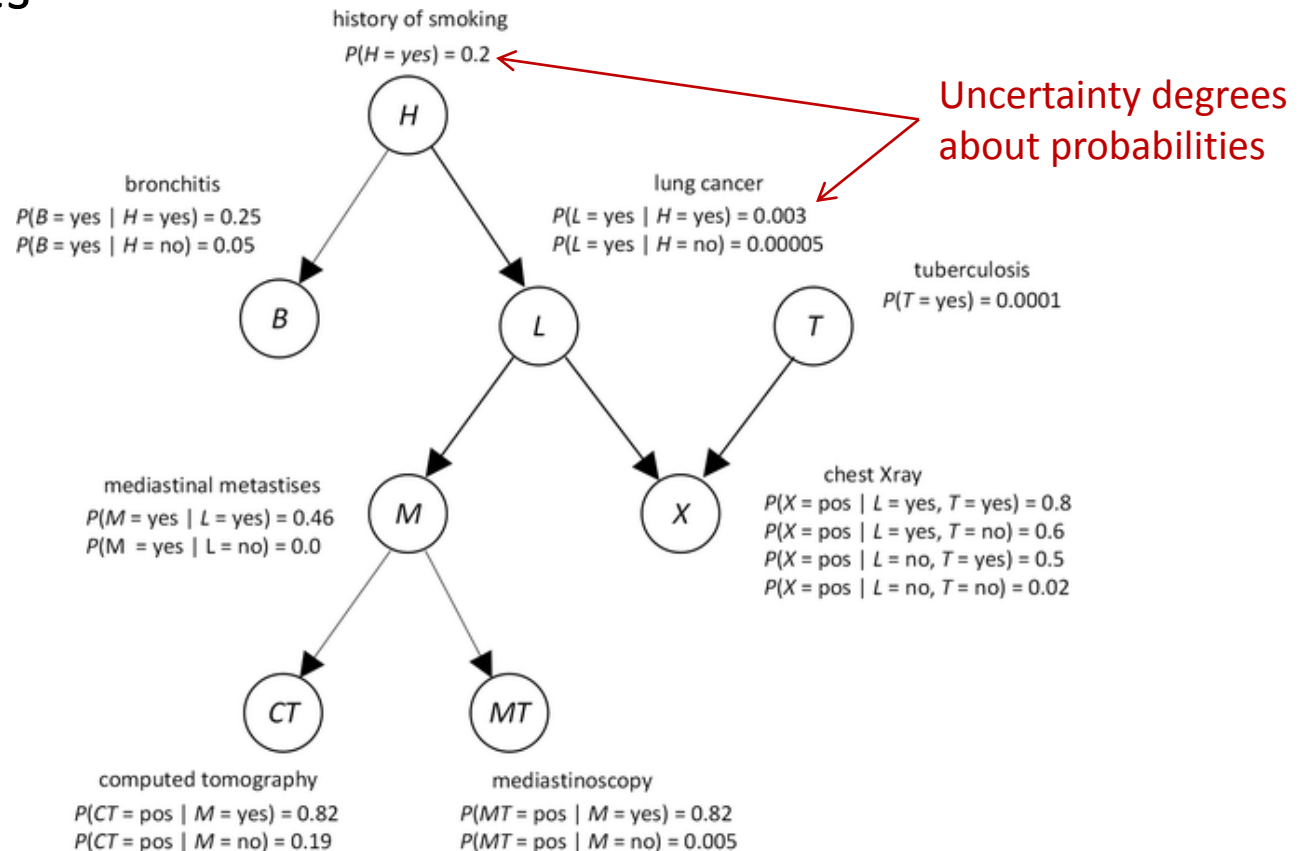 history of smoking
P(H = yes) = 0.2
H
Uncertainty degrees
about probabilities
bronchitis
P(B = yes | H = yes) = 0.25
P(B = yes | H = no) = 0.05
lung cancer
P(L = yes | H = yes) = 0.003
P(L = yes | H = no) = 0.00005
tuberculosis
P(T = yes) = 0.0001
B
L
T
mediastinal metastises
P(M = yes | L = yes) = 0.46
P(M = yes | L = no) = 0.0
M
X
chest Xray
P(X = pos | L = yes, T = yes) = 0.8
P(X = pos | L = yes, T = no) = 0.6
P(X = pos | L = no, T = yes) = 0.5
P(X = pos | L = no, T = no) = 0.02
CT
MT
computed tomography
P(CT = pos | M = yes) = 0.82
P(CT = pos | M = no) = 0.19
mediastinoscopy
P(MT = pos | M = yes) = 0.82
P(MT = pos | M = no) = 0.005